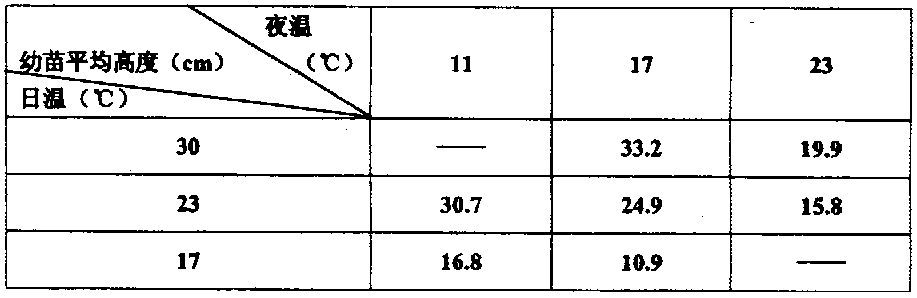 夜温
幼苗平均高度（cm）（℃） 11 17 23
日温（℃）
30 —— 33.2 19.9
23 30.7 24.9 15.8
17 16.8 10.9 ——